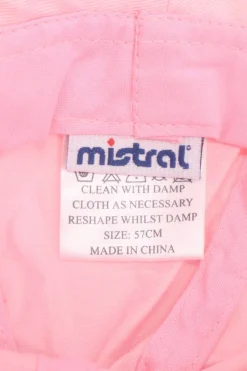 mistral®
CLEAN WITH DAMP
CLOTH AS NECESSARY
RESHAPE WHILST DAMP
SIZE: 57CM
MADE IN CHINA